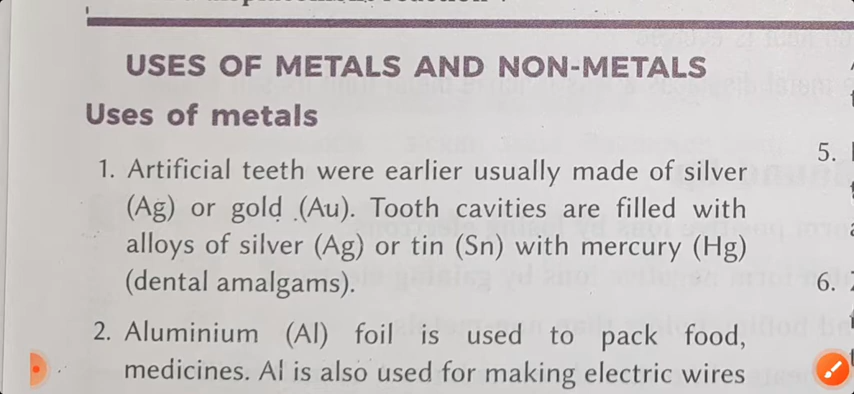 USES OF METALS AND NON-METALS
Uses of metals
1. Artificial teeth were earlier usually made of silver
(Ag) or gold (Au). Tooth cavities are filled with
alloys of silver (Ag) or tin (Sn) with mercury (Hg)
(dental amalgams).
2. Aluminium (Al) foil is used to pack food,
medicines. Al is also used for making electric wires
5.
6.